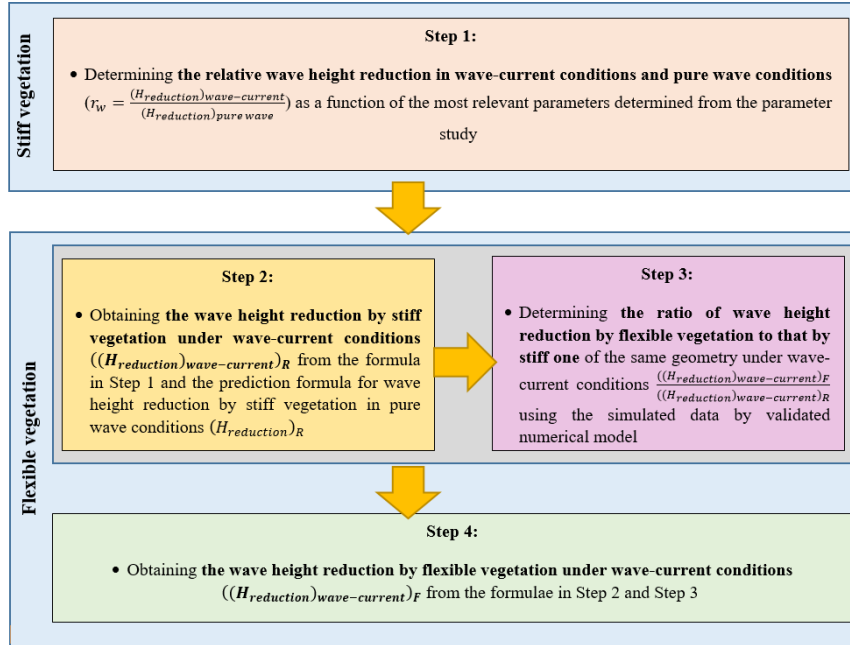 Stiff vegetation
Step 1:
• Determining the relative wave height reduction in wave-current conditions and pure wave conditions
(r_w = (H_reduction)wave−current / (H_reduction)pure wave) as a function of the most relevant parameters determined from the parameter
study
Flexible vegetation
Step 2:
• Obtaining the wave height reduction by stiff
vegetation under wave-current conditions
((H_reduction)wave−current)_R from the formula
in Step 1 and the prediction formula for wave
height reduction by stiff vegetation in pure
wave conditions (H_reduction)_R
Step 3:
• Determining the ratio of wave height
reduction by flexible vegetation to that by
stiff one of the same geometry under wave-
current conditions ((H_reduction)wave−current)_F / ((H_reduction)wave−current)_R
using the simulated data by validated
numerical model
Step 4:
• Obtaining the wave height reduction by flexible vegetation under wave-current conditions
((H_reduction)wave−current)_F from the formulae in Step 2 and Step 3